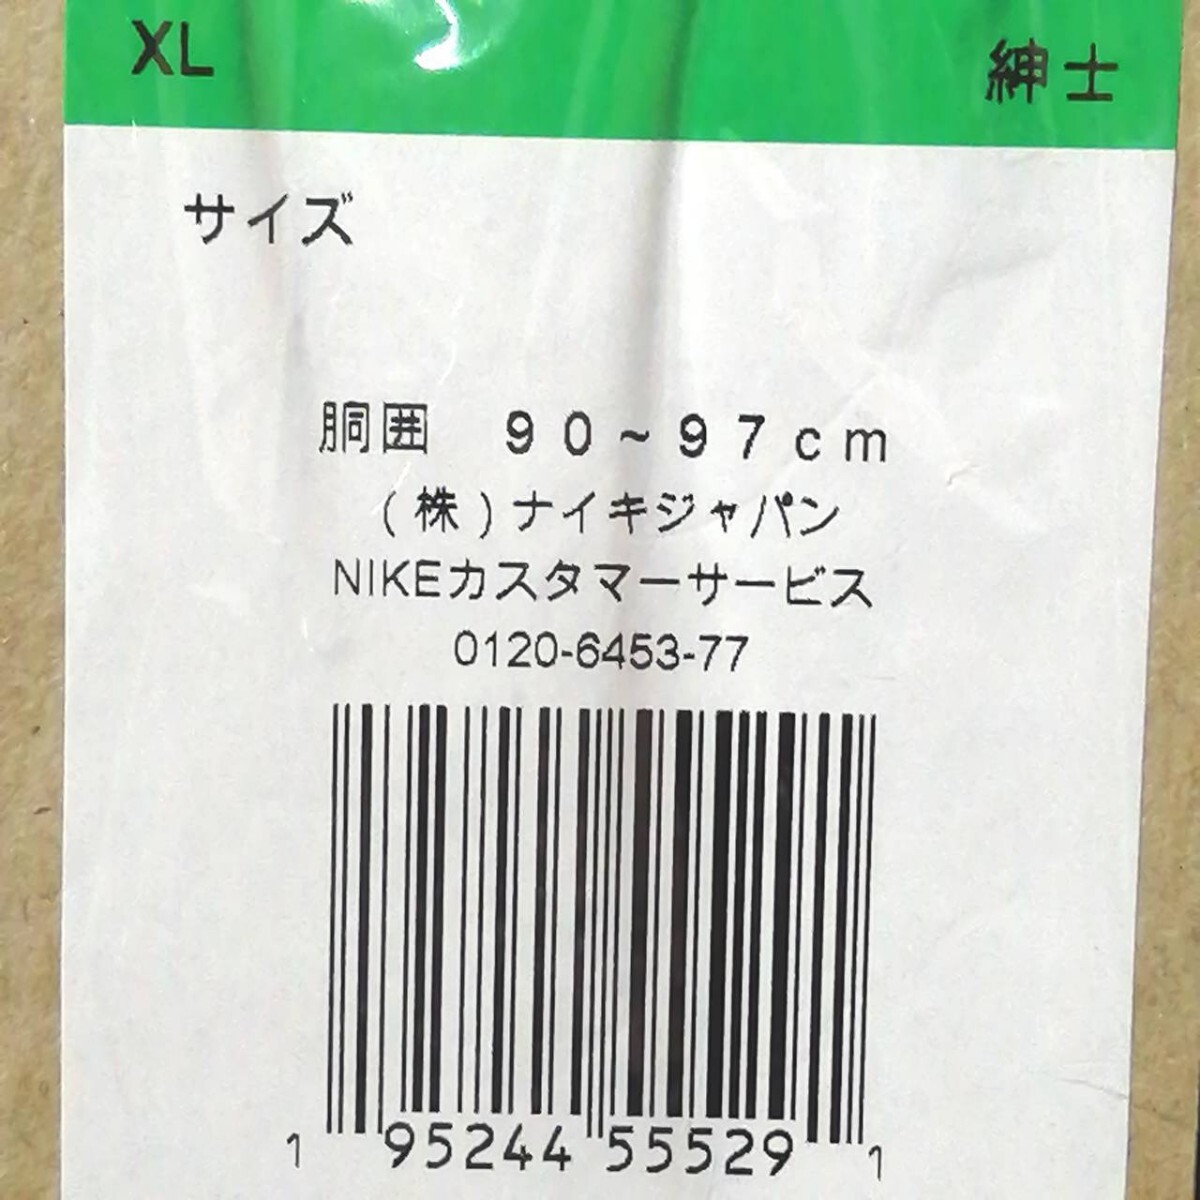 XL 紳士
サイズ
胴囲 90~97cm
(株)ナイキジャパン
NIKEカスタマーサービス
0120-6453-77
1 95244 55529 1